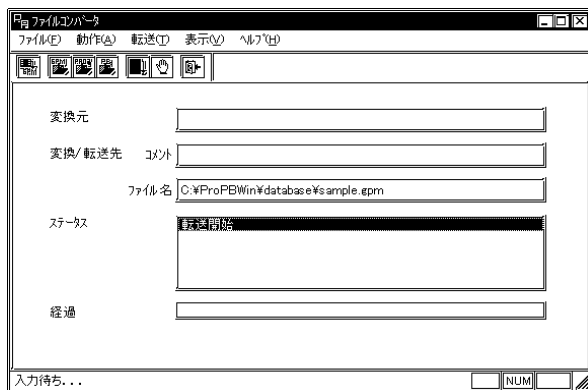 ファイルコンバータ
ファイル(F) 動作(A) 転送(T) 表示(V) ヘルプ(H)
変換元
変換/転送先 コメント
ファイル名 C:¥ProPBWin¥database¥sample.gpm
ステータス 転送開始
経過
入力待ち... NUM